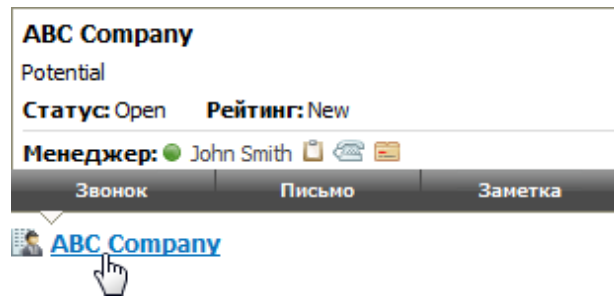 ABC Company
Potential
Статус: Open Рейтинг: New
Менеджер: John Smith
Звонок Письмо Заметка
ABC Company